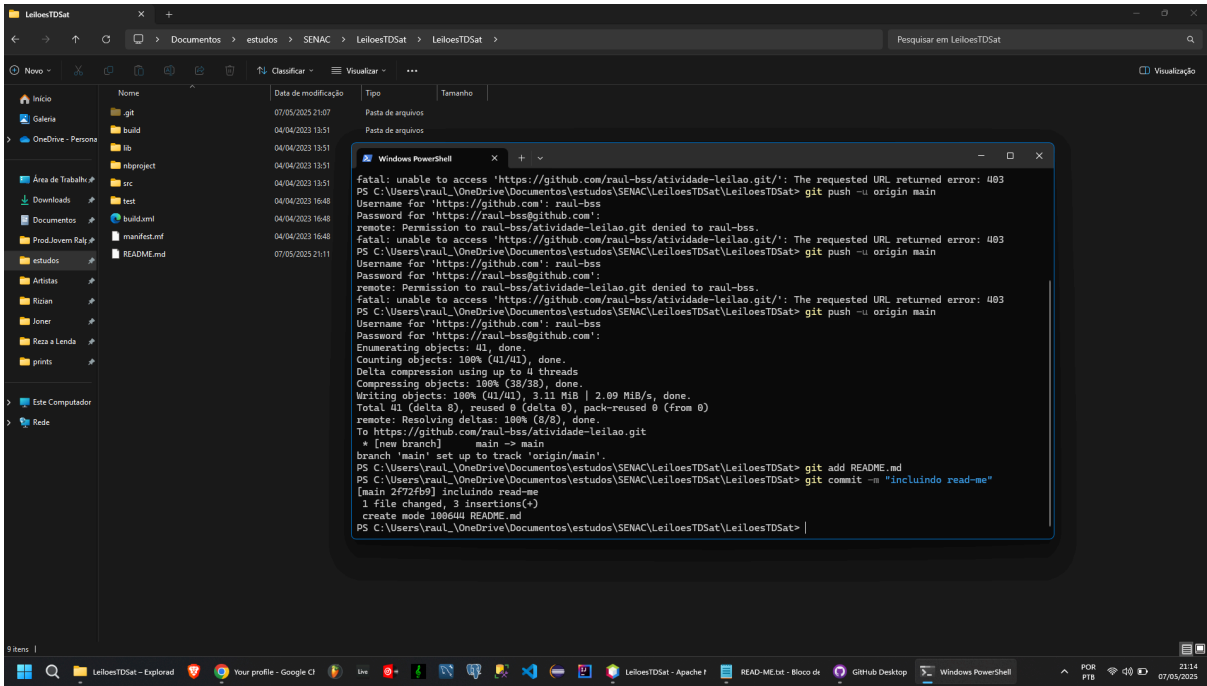 LeiloesTDSat
Documentos > estudos > SENAC > LeiloesTDSat > LeiloesTDSat >
Pesquisar em LeiloesTDSat
Novo
Classificar
Visualizar
Visualização
Nome
Data de modificação
Tipo
Tamanho
Início
Galeria
OneDrive - Persona
Área de Trabalho
Downloads
Documentos
Prod.Jovem Ralp
estudos
Artistas
Rizian
Joner
Reza a Lenda
prints
Este Computador
Rede
.git 07/05/2025 21:07 Pasta de arquivos
build 04/04/2023 13:51 Pasta de arquivos
lib 04/04/2023 13:51
nbproject 04/04/2023 13:51
src 04/04/2023 13:51
test 04/04/2023 16:48
build.xml 04/04/2023 16:48
manifest.mf 04/04/2023 16:48
README.md 07/05/2025 21:11
Windows PowerShell
fatal: unable to access 'https://github.com/raul-bss/atividade-leilao.git/': The requested URL returned error: 403
PS C:\Users\raul_\OneDrive\Documentos\estudos\SENAC\LeiloesTDSat\LeiloesTDSat> git push -u origin main
Username for 'https://github.com': raul-bss
Password for 'https://raul-bss@github.com':
remote: Permission to raul-bss/atividade-leilao.git denied to raul-bss.
fatal: unable to access 'https://github.com/raul-bss/atividade-leilao.git/': The requested URL returned error: 403
PS C:\Users\raul_\OneDrive\Documentos\estudos\SENAC\LeiloesTDSat\LeiloesTDSat> git push -u origin main
Username for 'https://github.com': raul-bss
Password for 'https://raul-bss@github.com':
remote: Permission to raul-bss/atividade-leilao.git denied to raul-bss.
fatal: unable to access 'https://github.com/raul-bss/atividade-leilao.git/': The requested URL returned error: 403
PS C:\Users\raul_\OneDrive\Documentos\estudos\SENAC\LeiloesTDSat\LeiloesTDSat> git push -u origin main
Username for 'https://github.com': raul-bss
Password for 'https://raul-bss@github.com':
Enumerating objects: 41, done.
Counting objects: 100% (41/41), done.
Delta compression using up to 4 threads
Compressing objects: 100% (38/38), done.
Writing objects: 100% (41/41), 3.11 MiB | 2.09 MiB/s, done.
Total 41 (delta 8), reused 0 (delta 0), pack-reused 0 (from 0)
remote: Resolving deltas: 100% (8/8), done.
To https://github.com/raul-bss/atividade-leilao.git
* [new branch] main -> main
branch 'main' set up to track 'origin/main'.
PS C:\Users\raul_\OneDrive\Documentos\estudos\SENAC\LeiloesTDSat\LeiloesTDSat> git add README.md
PS C:\Users\raul_\OneDrive\Documentos\estudos\SENAC\LeiloesTDSat\LeiloesTDSat> git commit -m "incluindo read-me"
[main 2f72fb9] incluindo read-me
1 file changed, 3 insertions(+)
create mode 100644 README.md
PS C:\Users\raul_\OneDrive\Documentos\estudos\SENAC\LeiloesTDSat\LeiloesTDSat>
9 itens
LeiloesTDSat – Explorad
Your profile - Google Ch
Live
LeiloesTDSat - Apache N
READ-ME.txt - Bloco de
GitHub Desktop
Windows PowerShell
POR
PTB
21:14
07/05/2025